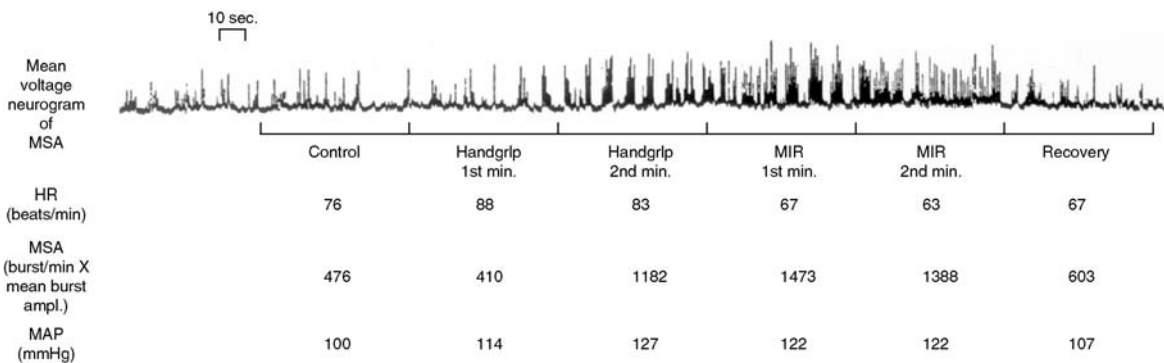 10 sec.
Mean
voltage
neurogram
of
MSA
Control
Handgrlp
1st min.
Handgrlp
2nd min.
MIR
1st min.
MIR
2nd min.
Recovery
HR
(beats/min)
76 88 83 67 63 67
MSA
(burst/min X
mean burst
ampl.)
476 410 1182 1473 1388 603
MAP
(mmHg)
100 114 127 122 122 107